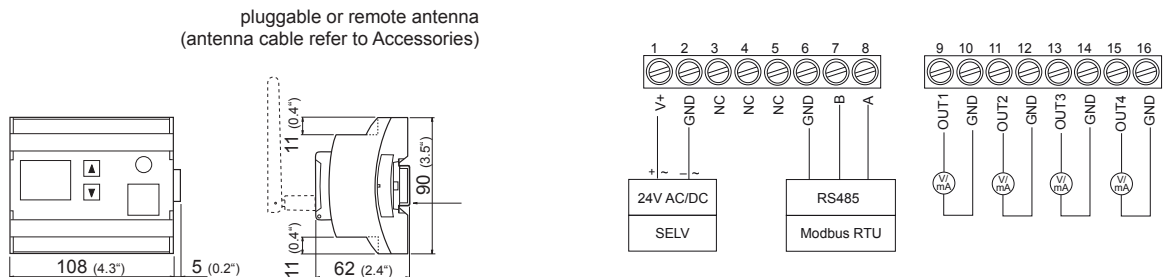 pluggable or remote antenna
(antenna cable refer to Accessories)
11 (0.4“)
90 (3.5“)
11 (0.4“)
108 (4.3“)
5 (0.2“)
62 (2.4“)
1 2 3 4 5 6 7 8
V+ GND NC NC NC GND B A
+ ~ – ~
24V AC/DC
SELV
RS485
Modbus RTU
9 10 11 12 13 14 15 16
OUT1 GND OUT2 GND OUT3 GND OUT4 GND
V/ mA V/ mA V/ mA V/ mA